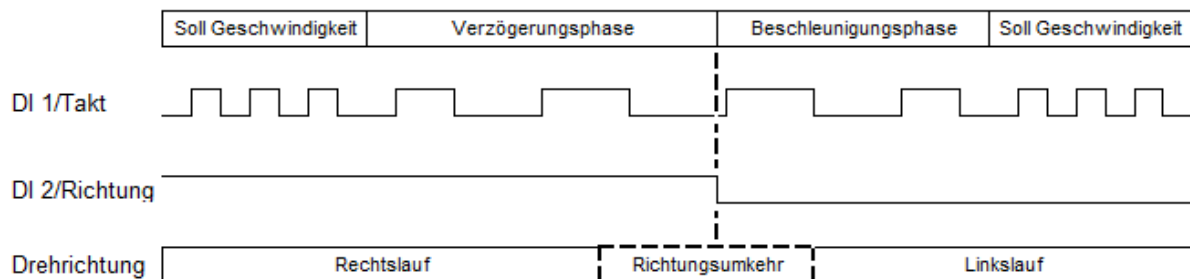 Soll Geschwindigkeit Verzögerungsphase Beschleunigungsphase Soll Geschwindigkeit
DI 1/Takt
DI 2/Richtung
Drehrichtung Rechtslauf Richtungsumkehr Linkslauf